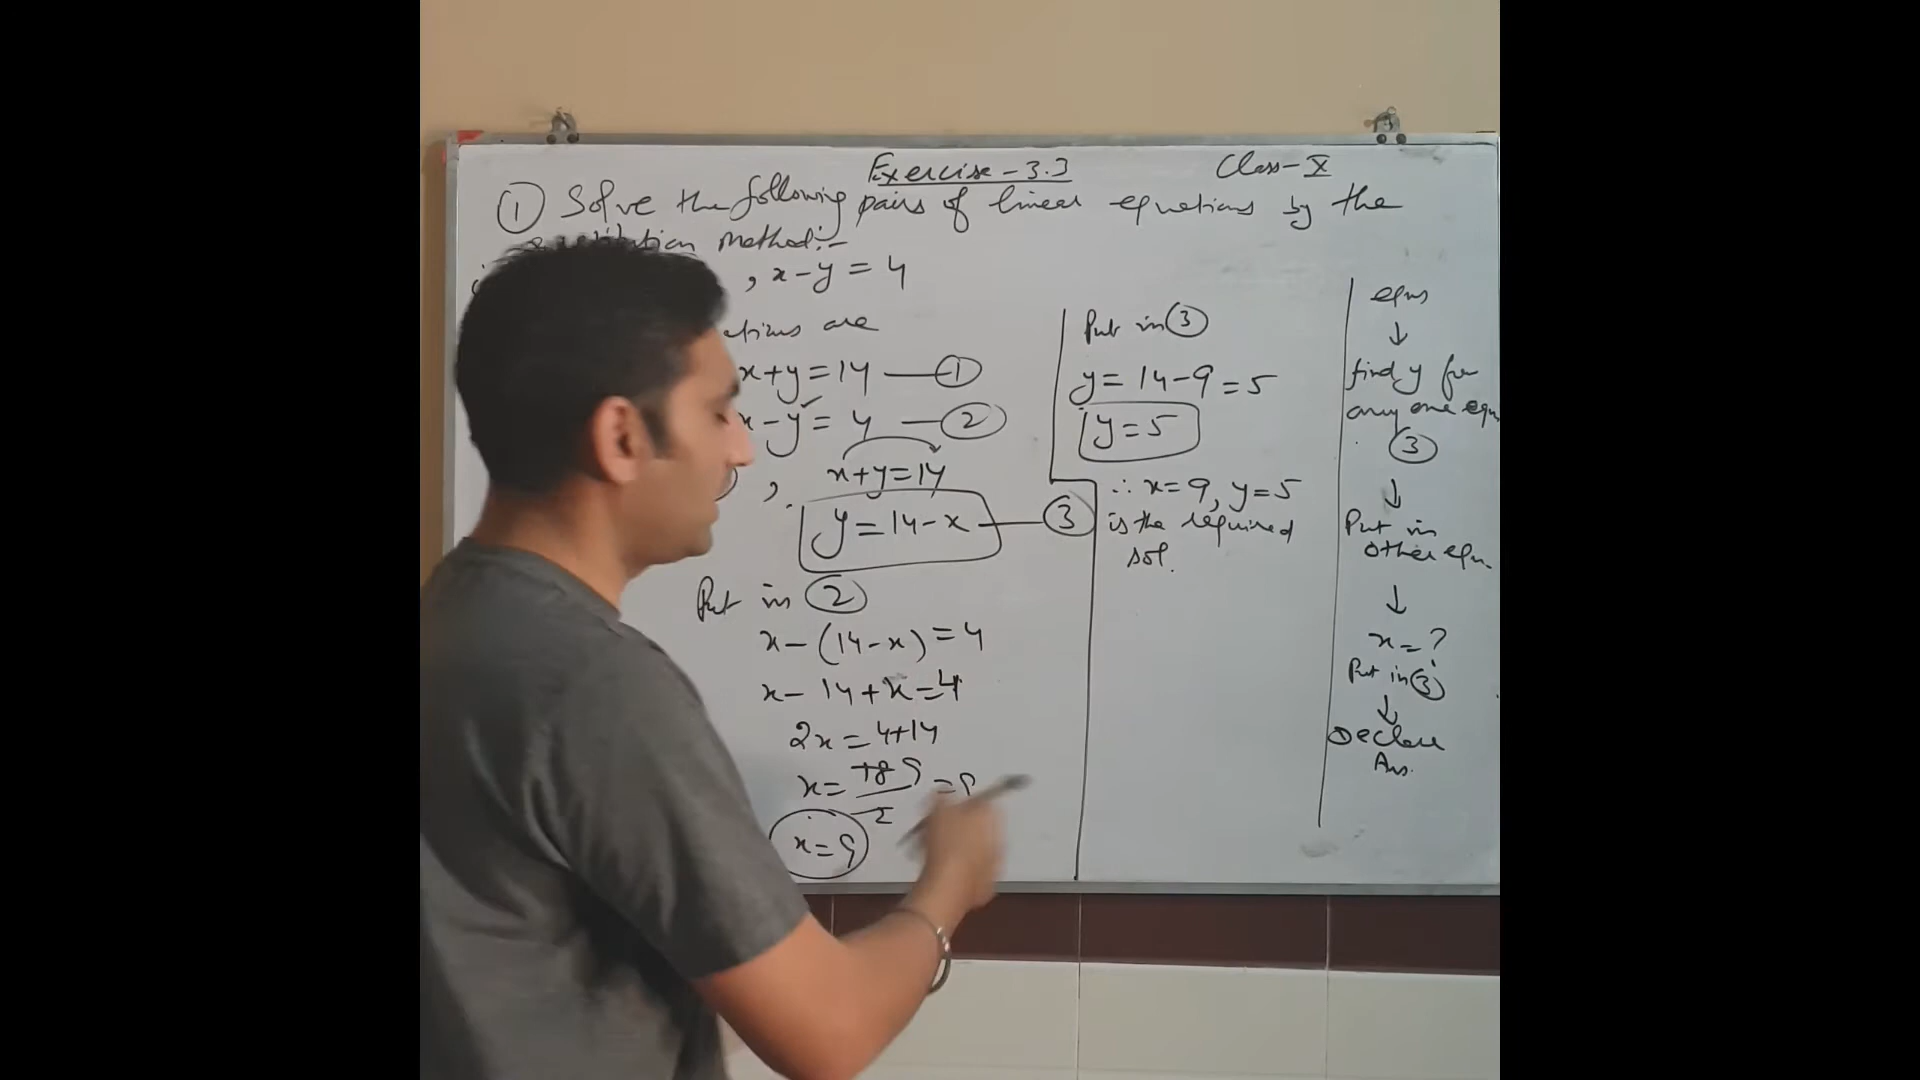 Exercise - 3.3
Class - X
① Solve the following pairs of linear equations by the
method:-
, x - y = 4
are
x + y = 14 — ①
x - y = 4 — ②
, x + y = 14
y = 14 - x — ③
Put in ②
x - (14 - x) = 4
x - 14 + x = 4
2x = 4 + 14
x = 18 9 = 9
2
x = 9
Put in ③
y = 14 - 9 = 5
y = 5
∴ x = 9, y = 5
is the required
sol.
eqns
↓
find y from
any one eqn
③
↓
Put in
other eqn.
↓
x = ?
Put in ③
↓
Declare
Ans.